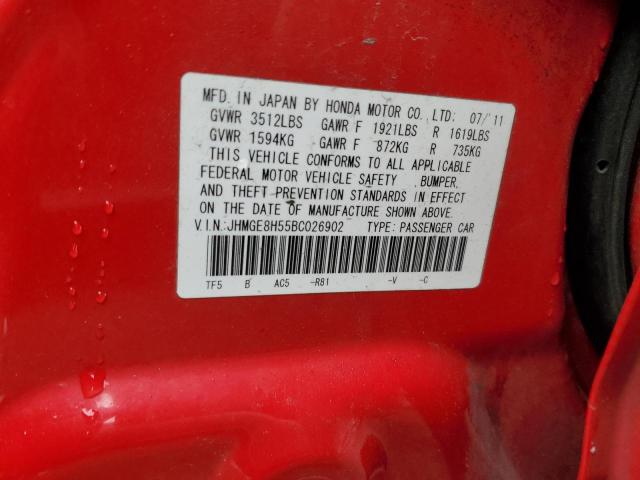 MFD. IN JAPAN BY HONDA MOTOR CO., LTD: 07/11
GVWR 3512LBS GAWR F 1921LBS R 1619LBS
GVWR 1594KG GAWR F 872KG R 735KG
THIS VEHICLE CONFORMS TO ALL APPLICABLE
FEDERAL MOTOR VEHICLE SAFETY, BUMPER,
AND THEFT PREVENTION STANDARDS IN EFFECT
ON THE DATE OF MANUFACTURE SHOWN ABOVE.
V.I.N.:JHMGE8H55BC026902 TYPE: PASSENGER CAR
TF5 B AC5 -R81 -V -C